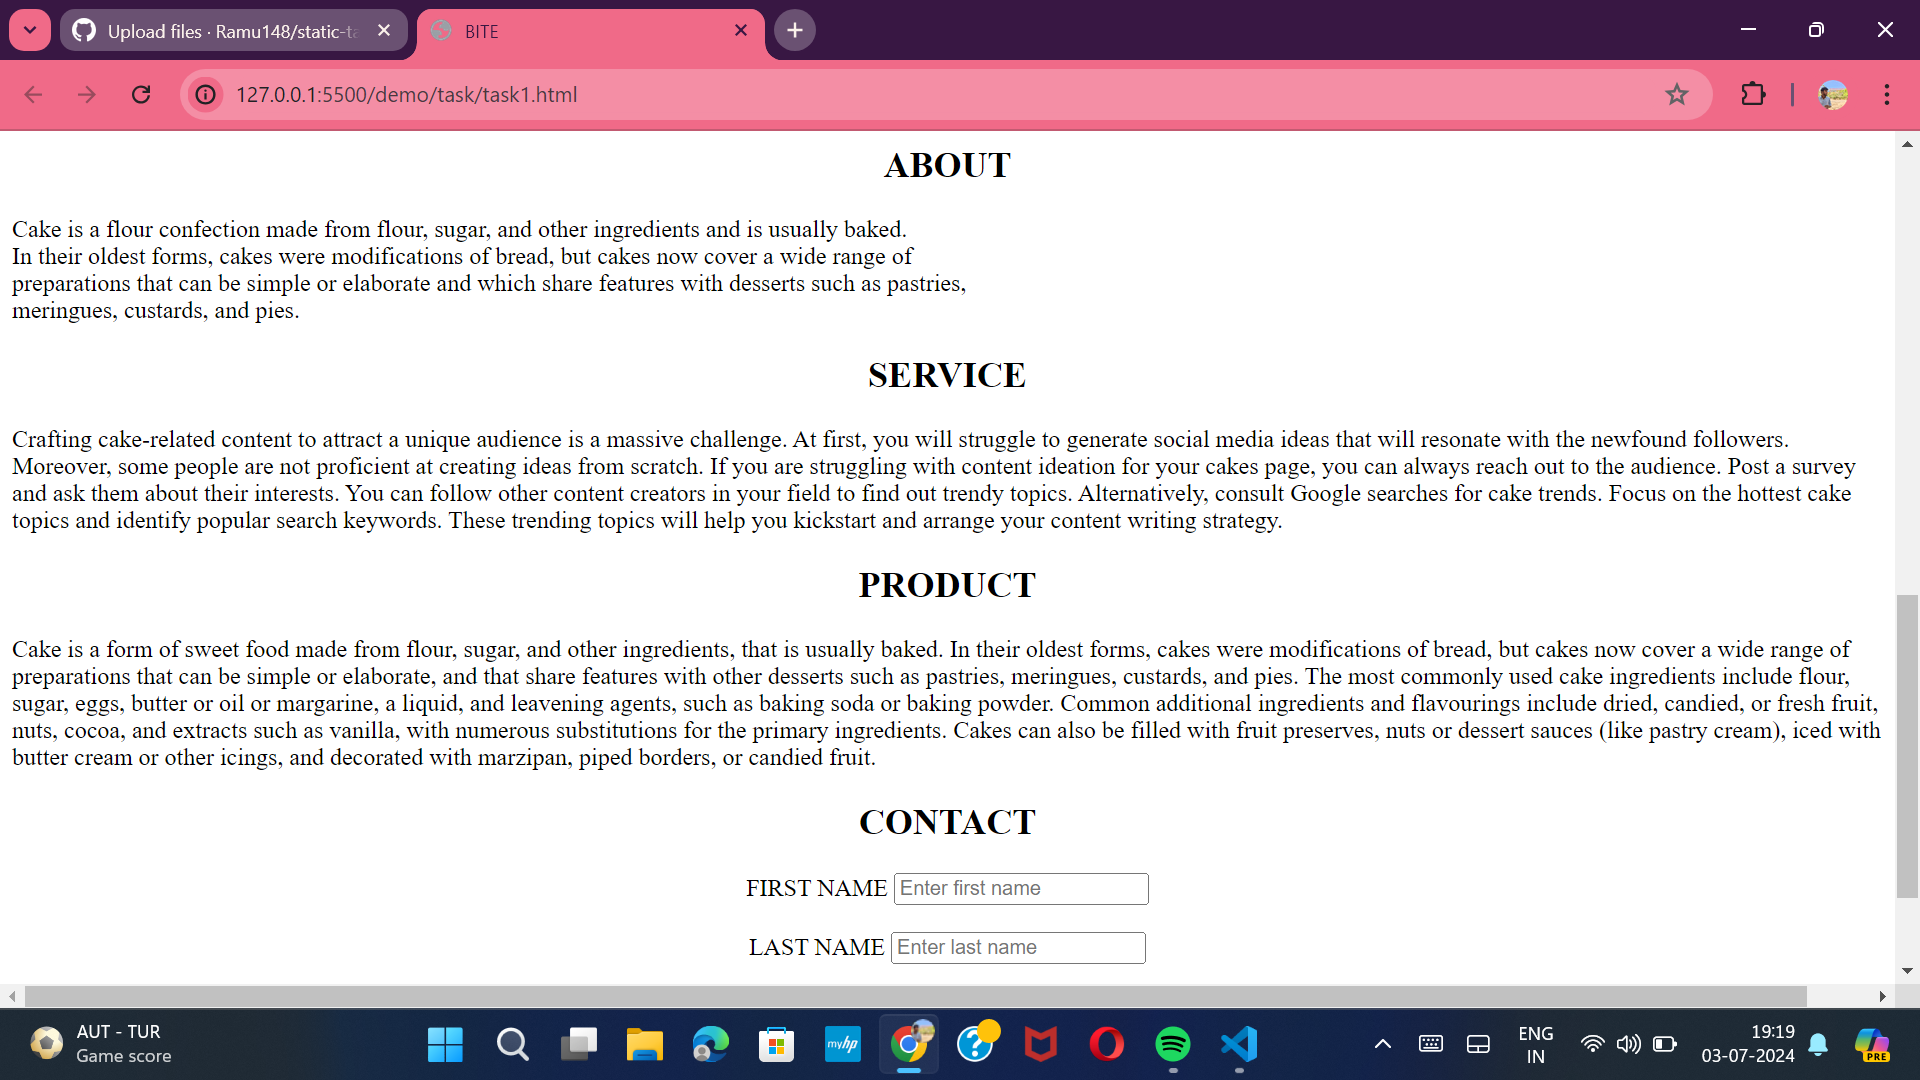 Upload files · Ramu148/static-ta
BITE
127.0.0.1:5500/demo/task/task1.html
ABOUT
Cake is a flour confection made from flour, sugar, and other ingredients and is usually baked.
In their oldest forms, cakes were modifications of bread, but cakes now cover a wide range of
preparations that can be simple or elaborate and which share features with desserts such as pastries,
meringues, custards, and pies.
SERVICE
Crafting cake-related content to attract a unique audience is a massive challenge. At first, you will struggle to generate social media ideas that will resonate with the newfound followers.
Moreover, some people are not proficient at creating ideas from scratch. If you are struggling with content ideation for your cakes page, you can always reach out to the audience. Post a survey
and ask them about their interests. You can follow other content creators in your field to find out trendy topics. Alternatively, consult Google searches for cake trends. Focus on the hottest cake
topics and identify popular search keywords. These trending topics will help you kickstart and arrange your content writing strategy.
PRODUCT
Cake is a form of sweet food made from flour, sugar, and other ingredients, that is usually baked. In their oldest forms, cakes were modifications of bread, but cakes now cover a wide range of
preparations that can be simple or elaborate, and that share features with other desserts such as pastries, meringues, custards, and pies. The most commonly used cake ingredients include flour,
sugar, eggs, butter or oil or margarine, a liquid, and leavening agents, such as baking soda or baking powder. Common additional ingredients and flavourings include dried, candied, or fresh fruit,
nuts, cocoa, and extracts such as vanilla, with numerous substitutions for the primary ingredients. Cakes can also be filled with fruit preserves, nuts or dessert sauces (like pastry cream), iced with
butter cream or other icings, and decorated with marzipan, piped borders, or candied fruit.
CONTACT
FIRST NAME Enter first name
LAST NAME Enter last name
AUT - TUR
Game score
myhp
ENG
IN
19:19
03-07-2024
PRE